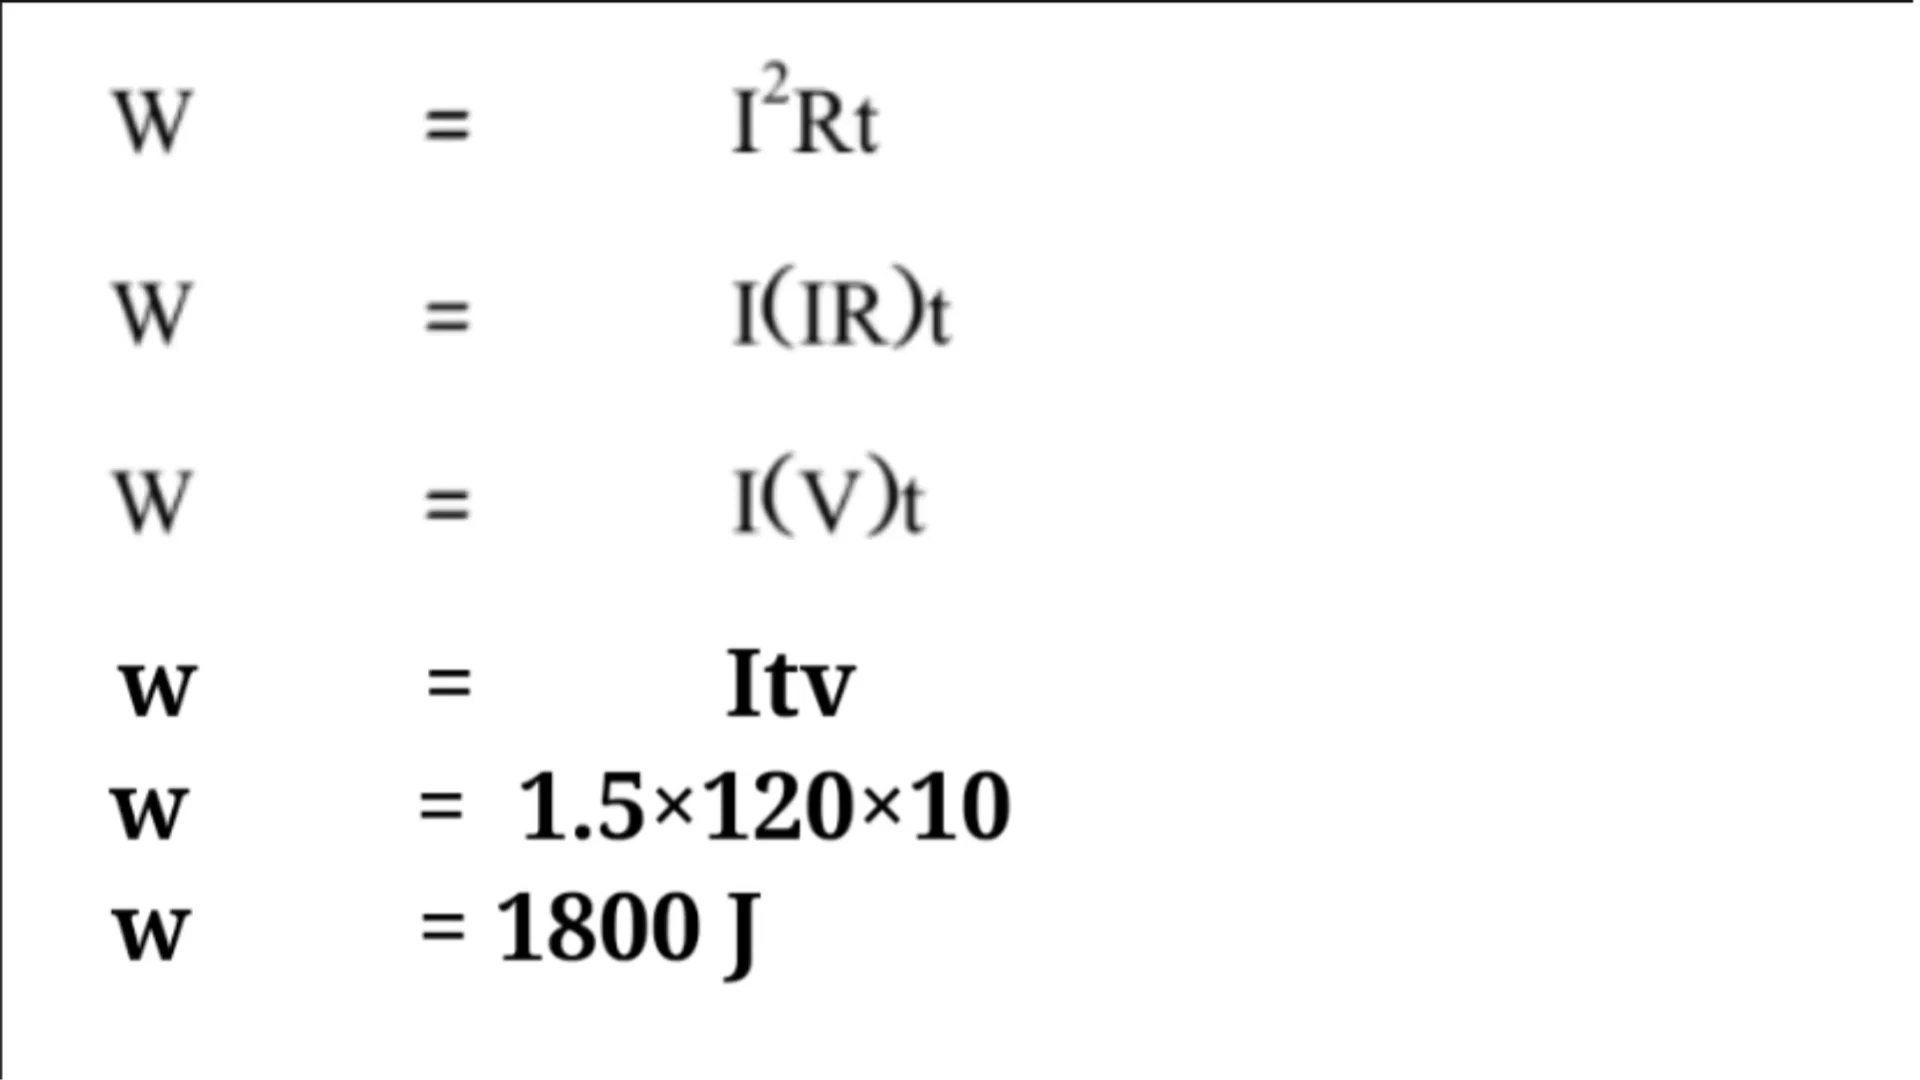 W = I²Rt
W = I(IR)t
W = I(V)t
w = Itv
w = 1.5×120×10
w = 1800 J